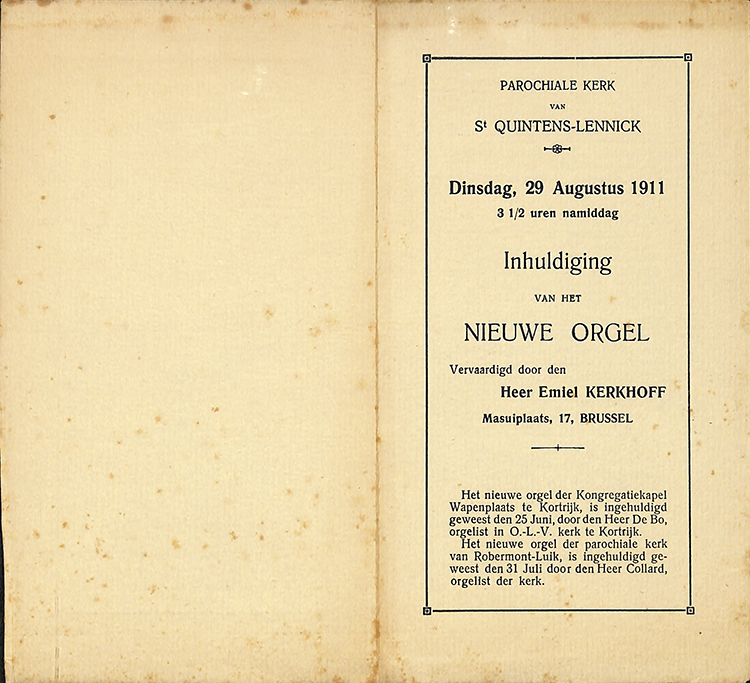 PAROCHIALE KERK
VAN
St QUINTENS-LENNICK
Dinsdag, 29 Augustus 1911
3 1/2 uren namiddag
Inhuldiging
VAN HET
NIEUWE ORGEL
Vervaardigd door den
Heer Emiel KERKHOFF
Masuiplaats, 17, BRUSSEL
Het nieuwe orgel der Kongregatiekapel
Wapenplaats te Kortrijk, is ingehuldigd
geweest den 25 Juni, door den Heer De Bo,
orgelist in O.-L.-V. kerk te Kortrijk.
Het nieuwe orgel der parochiale kerk
van Robermont-Luik, is ingehuldigd ge-
weest den 31 Juli door den Heer Collard,
orgelist der kerk.